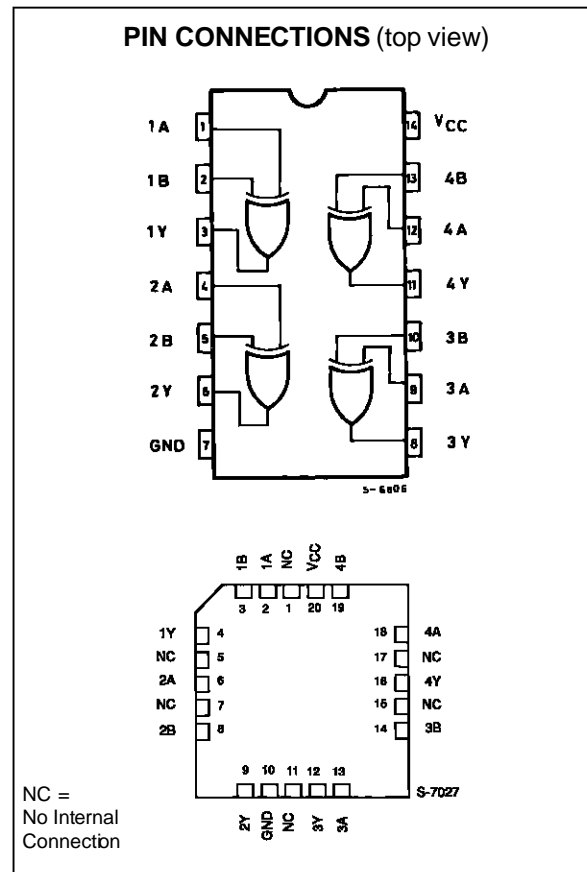 PIN CONNECTIONS (top view)
1A 1 14 VCC
1B 2 13 4B
1Y 3 12 4A
2A 4 11 4Y
2B 5 10 3B
2Y 6 9 3A
GND 7 8 3Y
S-6806
1B 1A NC VCC 4B
3 2 1 20 19
1Y 4 18 4A
NC 5 17 NC
2A 6 16 4Y
NC 7 15 NC
2B 8 14 3B
9 10 11 12 13
S-7027
2Y GND NC 3Y 3A
NC =
No Internal
Connection